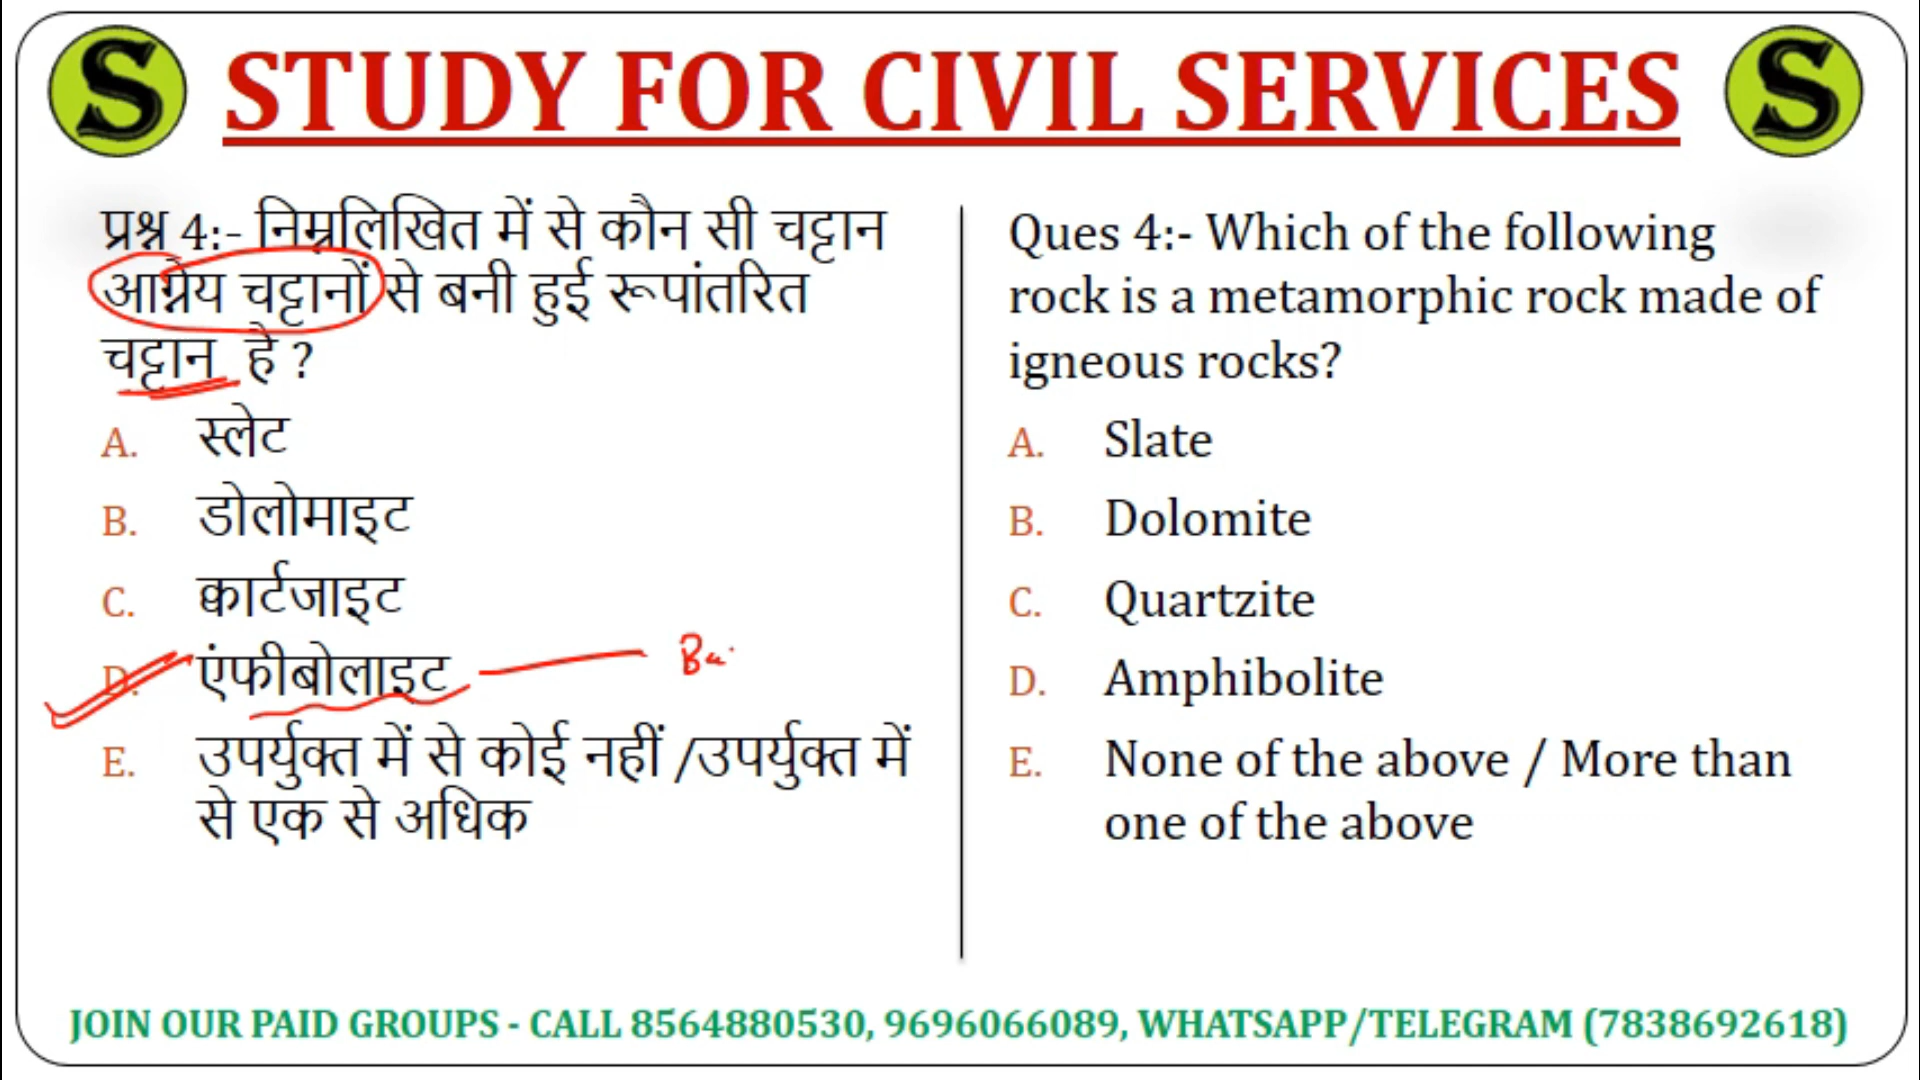 S STUDY FOR CIVIL SERVICES S
प्रश्न 4:- निम्नलिखित में से कौन सी चट्टान
आग्नेय चट्टानों से बनी हुई रूपांतरित
चट्टान है ?
A. स्लेट
B. डोलोमाइट
C. क्वार्टजाइट
D. एंफीबोलाइट Ba
E. उपर्युक्त में से कोई नहीं /उपर्युक्त में
से एक से अधिक
Ques 4:- Which of the following
rock is a metamorphic rock made of
igneous rocks?
A. Slate
B. Dolomite
C. Quartzite
D. Amphibolite
E. None of the above / More than
one of the above
JOIN OUR PAID GROUPS - CALL 8564880530, 9696066089, WHATSAPP/TELEGRAM (7838692618)